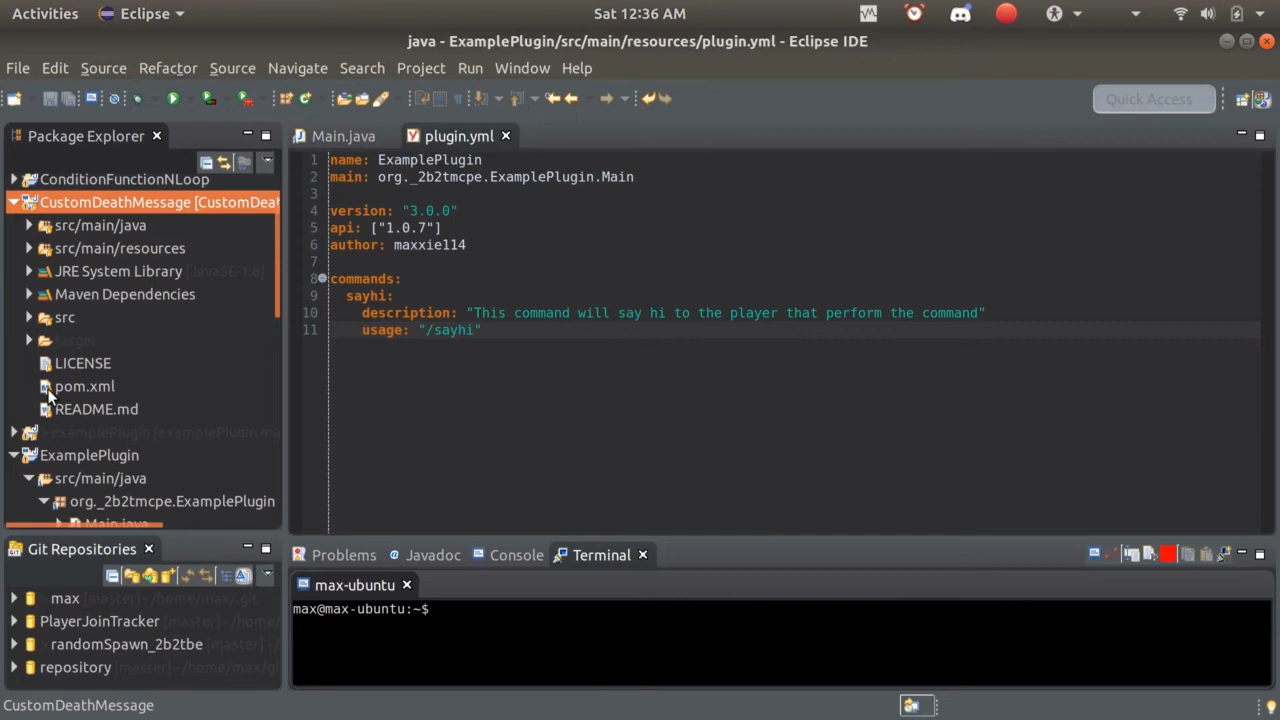 Activities Eclipse Sat 12:36 AM
java - ExamplePlugin/src/main/resources/plugin.yml - Eclipse IDE
File Edit Source Refactor Source Navigate Search Project Run Window Help
Quick Access
Package Explorer
ConditionFunctionNLoop
CustomDeathMessage [CustomDeat
src/main/java
src/main/resources
JRE System Library [JavaSE-1.8]
Maven Dependencies
src
target
LICENSE
pom.xml
README.md
> examplePlugin [examplePlugin ma
ExamplePlugin
src/main/java
org._2b2tmcpe.ExamplePlugin
Main.java
Main.java plugin.yml
1 name: ExamplePlugin
2 main: org._2b2tmcpe.ExamplePlugin.Main
3
4 version: "3.0.0"
5 api: ["1.0.7"]
6 author: maxxie114
7
8 commands:
9 sayhi:
10 description: "This command will say hi to the player that perform the command"
11 usage: "/sayhi"
Git Repositories
max [master] - /home/max/.git
PlayerJoinTracker [master] - /home/
randomSpawn_2b2tbe [master] -
repository [master] - /home/max/gi
Problems Javadoc Console Terminal
max-ubuntu
max@max-ubuntu:~$
CustomDeathMessage